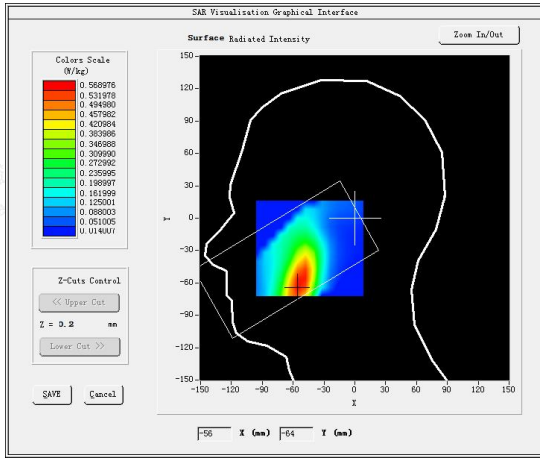 SAR Visualization Graphical Interface
Surface Radiated Intensity
Zoom In/Out
Colors Scale
(W/kg)
0.568976
0.531978
0.494980
0.457982
0.420984
0.383986
0.346988
0.309990
0.272992
0.235995
0.198997
0.161999
0.125001
0.088003
0.051005
0.014007
150
120
90
60
30
0
-30
-60
-90
-120
-150
Y
-150 -120 -90 -60 -30 0 30 60 90 120 150
X
Z-Cuts Control
<< Upper Cut
Z = 0.2 mm
Lower Cut >>
SAVE Cancel
-56 X (mm) -64 Y (mm)